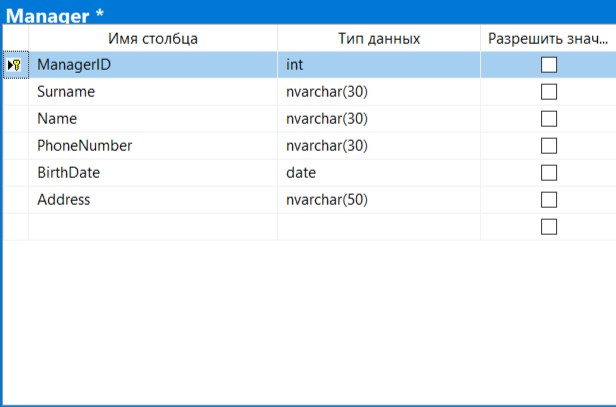 Manager *
Имя столбца Тип данных Разрешить знач...
ManagerID int
Surname nvarchar(30)
Name nvarchar(30)
PhoneNumber nvarchar(30)
BirthDate date
Address nvarchar(50)